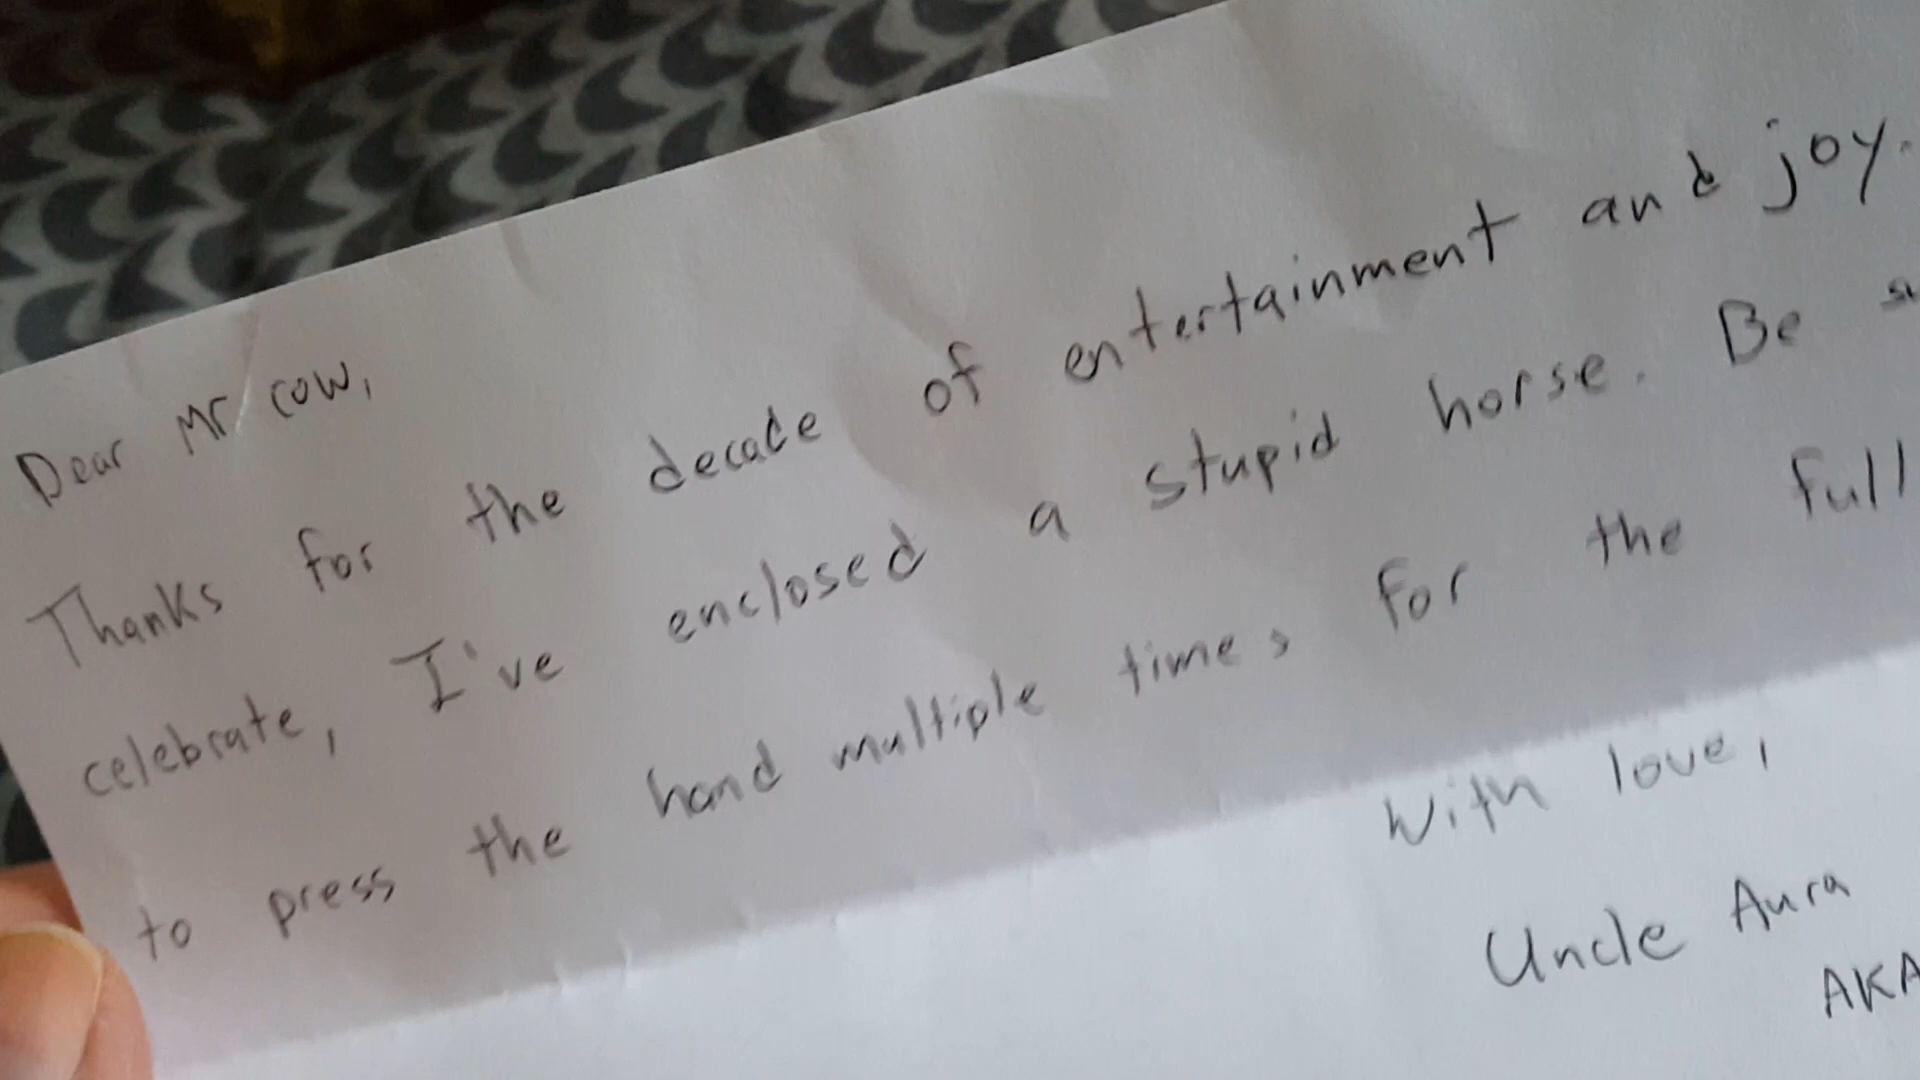 Dear Mr cow,
Thanks for the decade of entertainment and joy.
celebrate, I've enclosed a stupid horse. Be
to press the hand multiple times for the full
With love,
Uncle Aura
AKA